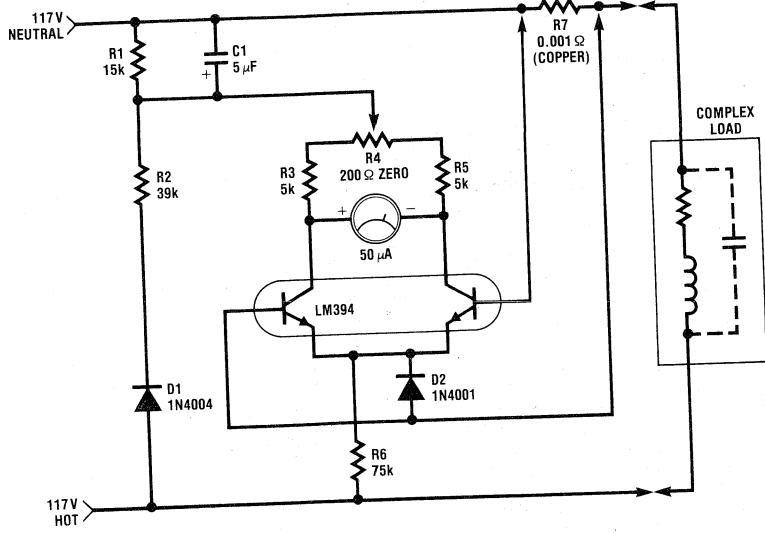 117V
NEUTRAL
R1
15k
C1
+
5 µF
R7
0.001 Ω
(COPPER)
COMPLEX
LOAD
R2
39k
R3
5k
R4
200 Ω ZERO
R5
5k
+
−
50 µA
LM394
D1
1N4004
D2
1N4001
R6
75k
117V
HOT